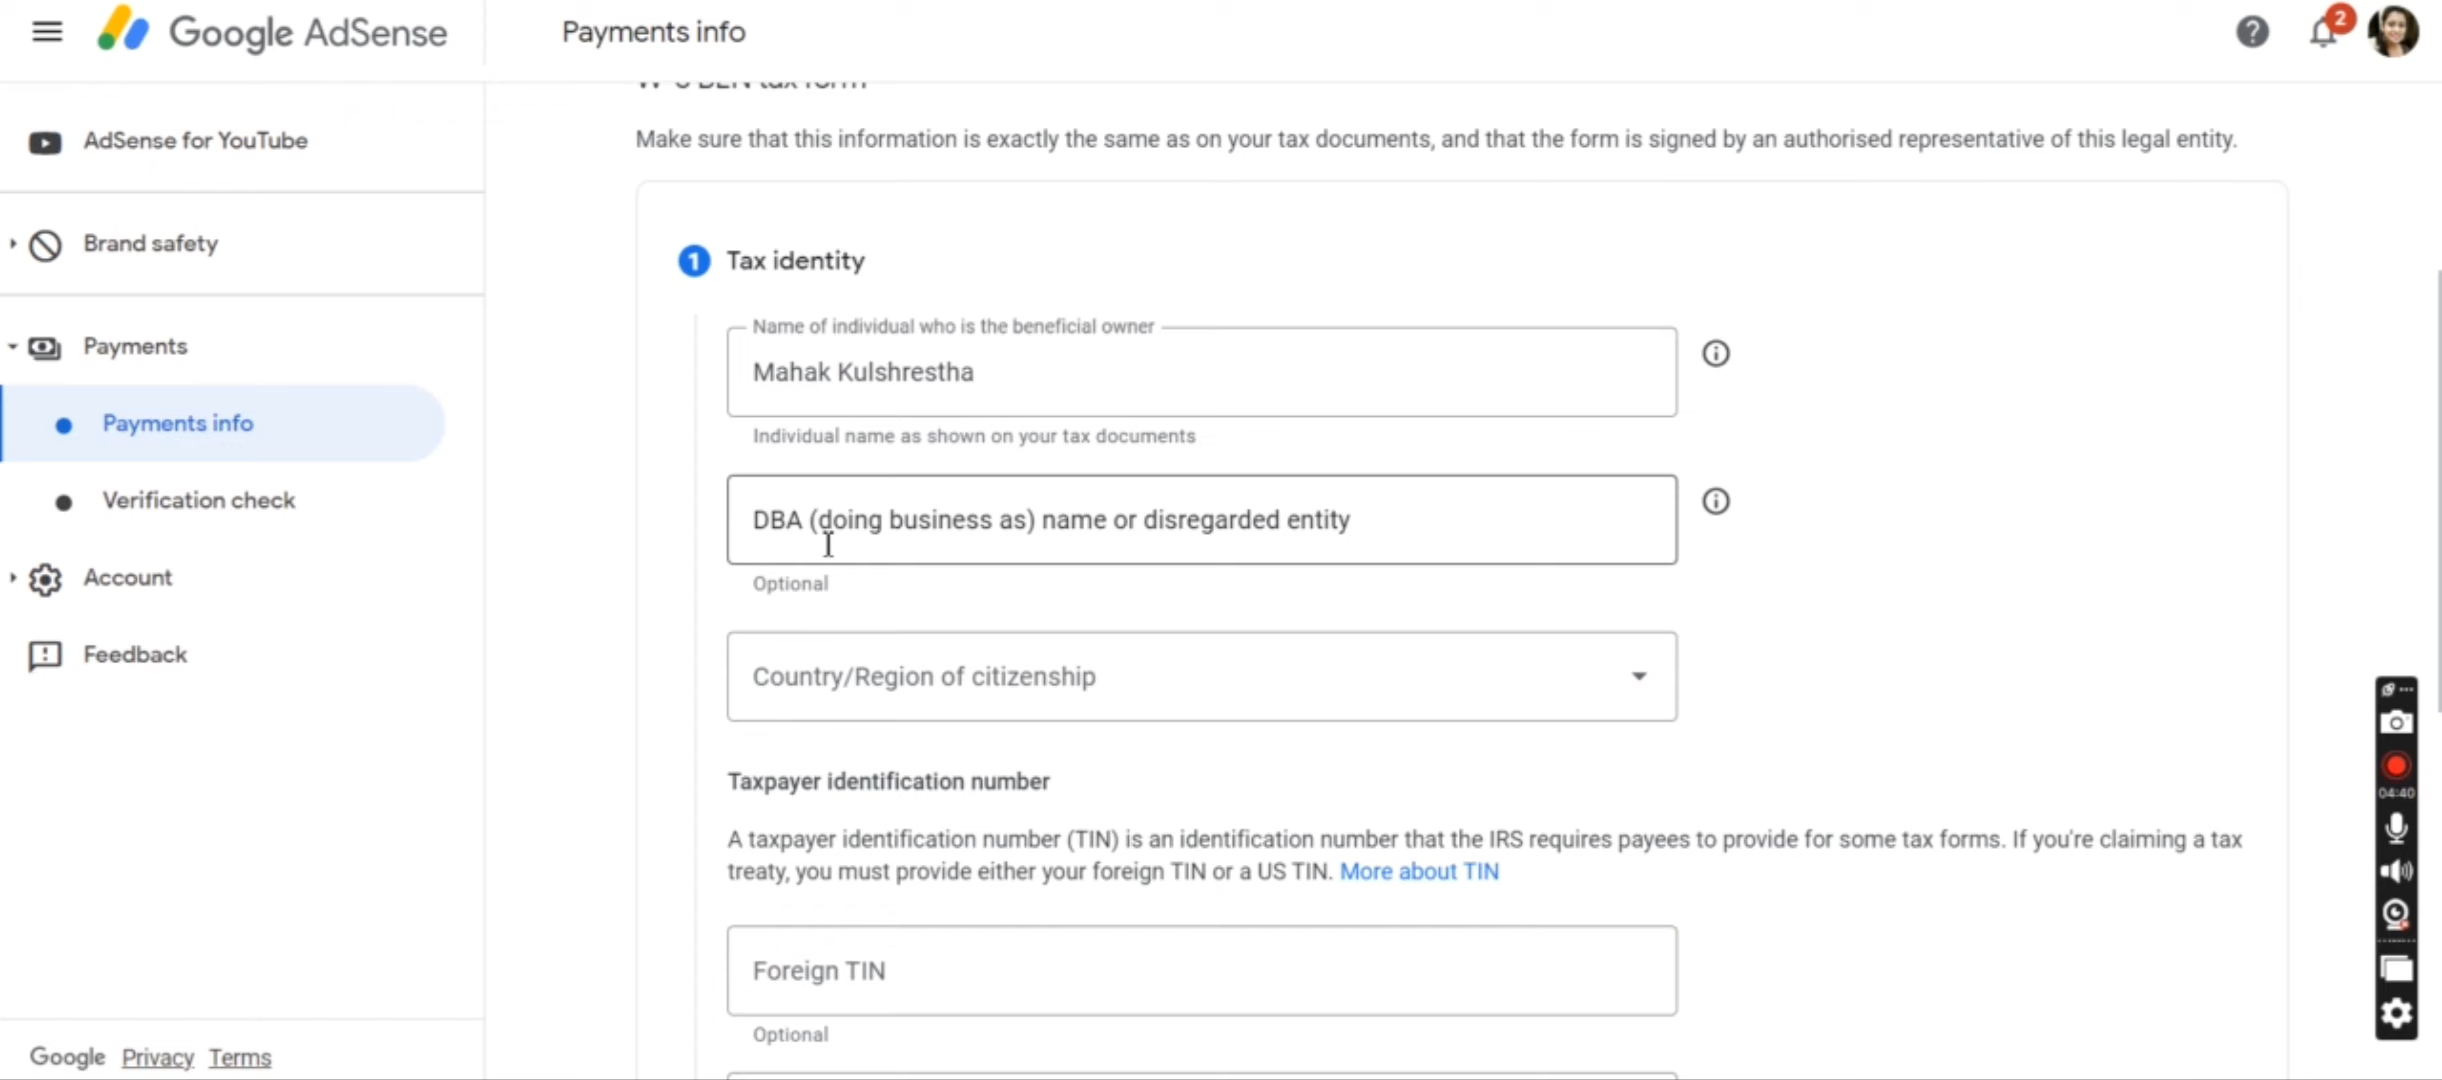 Google AdSense
Payments info
2
AdSense for YouTube
Brand safety
Payments
Payments info
Verification check
Account
Feedback
Google Privacy Terms
W-8 BEN tax form
Make sure that this information is exactly the same as on your tax documents, and that the form is signed by an authorised representative of this legal entity.
1 Tax identity
Name of individual who is the beneficial owner
Mahak Kulshrestha
Individual name as shown on your tax documents
DBA (doing business as) name or disregarded entity
Optional
Country/Region of citizenship
Taxpayer identification number
A taxpayer identification number (TIN) is an identification number that the IRS requires payees to provide for some tax forms. If you're claiming a tax
treaty, you must provide either your foreign TIN or a US TIN. More about TIN
Foreign TIN
Optional
04:40